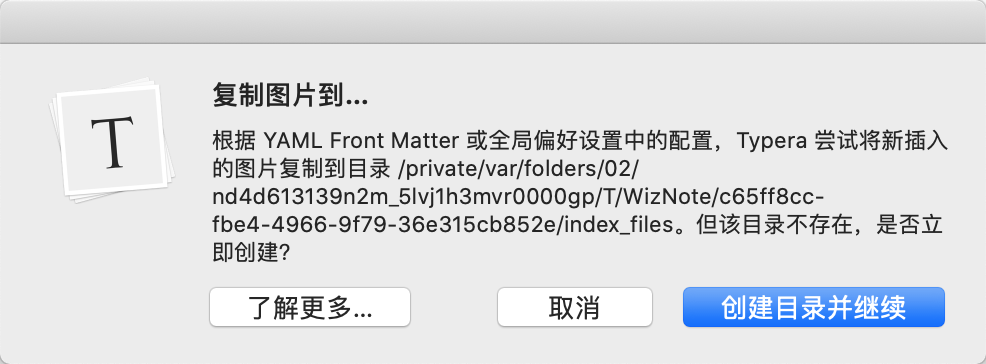 T
复制图片到...
根据 YAML Front Matter 或全局偏好设置中的配置，Typera 尝试将新插入
的图片复制到目录 /private/var/folders/02/
nd4d613139n2m_5lvj1h3mvr0000gp/T/WizNote/c65ff8cc-
fbe4-4966-9f79-36e315cb852e/index_files。但该目录不存在，是否立
即创建?
了解更多... 取消 创建目录并继续